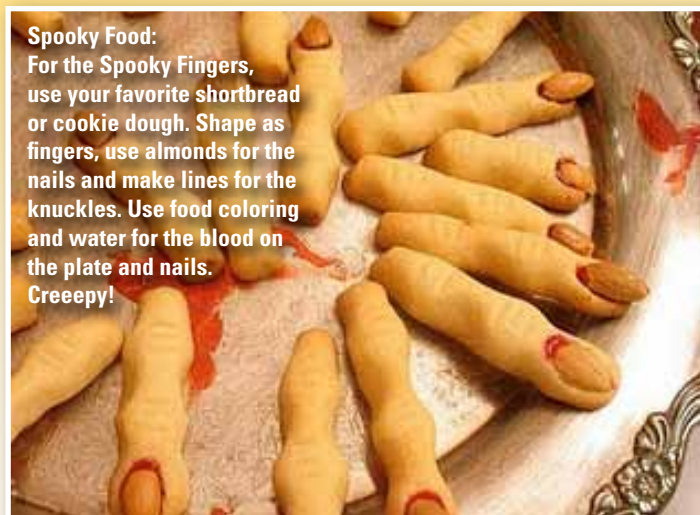 Spooky Food:
For the Spooky Fingers,
use your favorite shortbread
or cookie dough. Shape as
fingers, use almonds for the
nails and make lines for the
knuckles. Use food coloring
and water for the blood on
the plate and nails.
Creeepy!